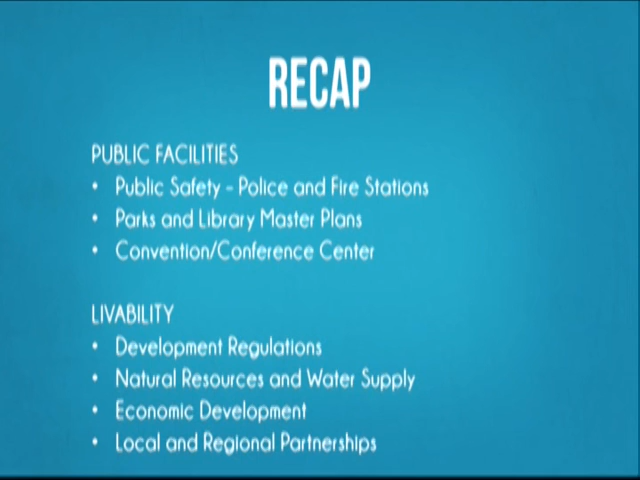 RECAP
PUBLIC FACILITIES
• Public Safety - Police and Fire Stations
• Parks and Library Master Plans
• Convention/Conference Center
LIVABILITY
• Development Regulations
• Natural Resources and Water Supply
• Economic Development
• Local and Regional Partnerships